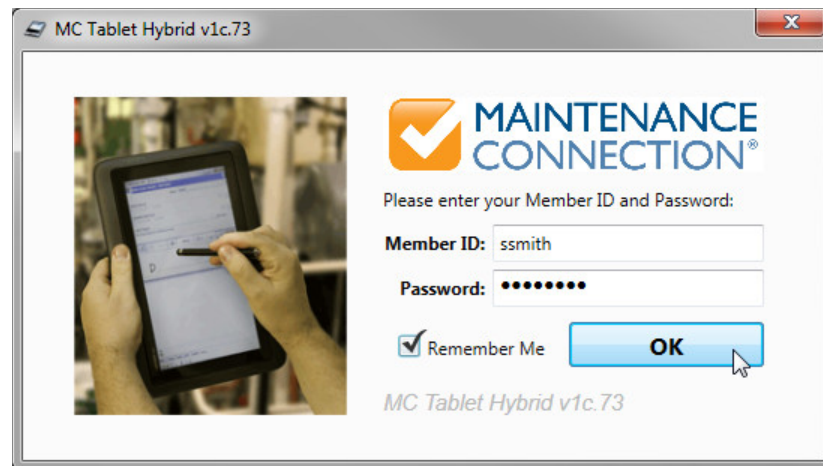 MC Tablet Hybrid v1c.73
MAINTENANCE
CONNECTION®
Please enter your Member ID and Password:
Member ID: ssmith
Password: ••••••••
Remember Me
OK
MC Tablet Hybrid v1c.73